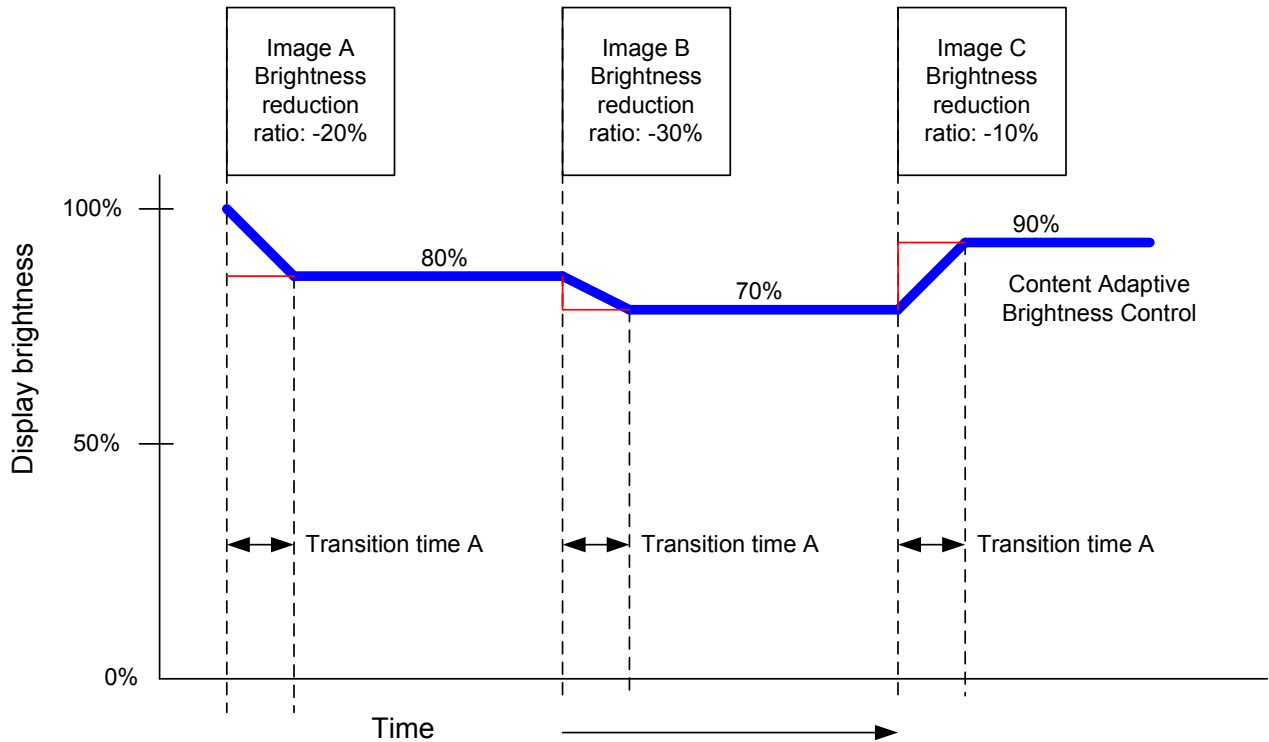 Image A
Brightness
reduction
ratio: -20%
Image B
Brightness
reduction
ratio: -30%
Image C
Brightness
reduction
ratio: -10%
100%
90%
80%
70%
Content Adaptive
Brightness Control
Display brightness
50%
Transition time A
Transition time A
Transition time A
0%
Time